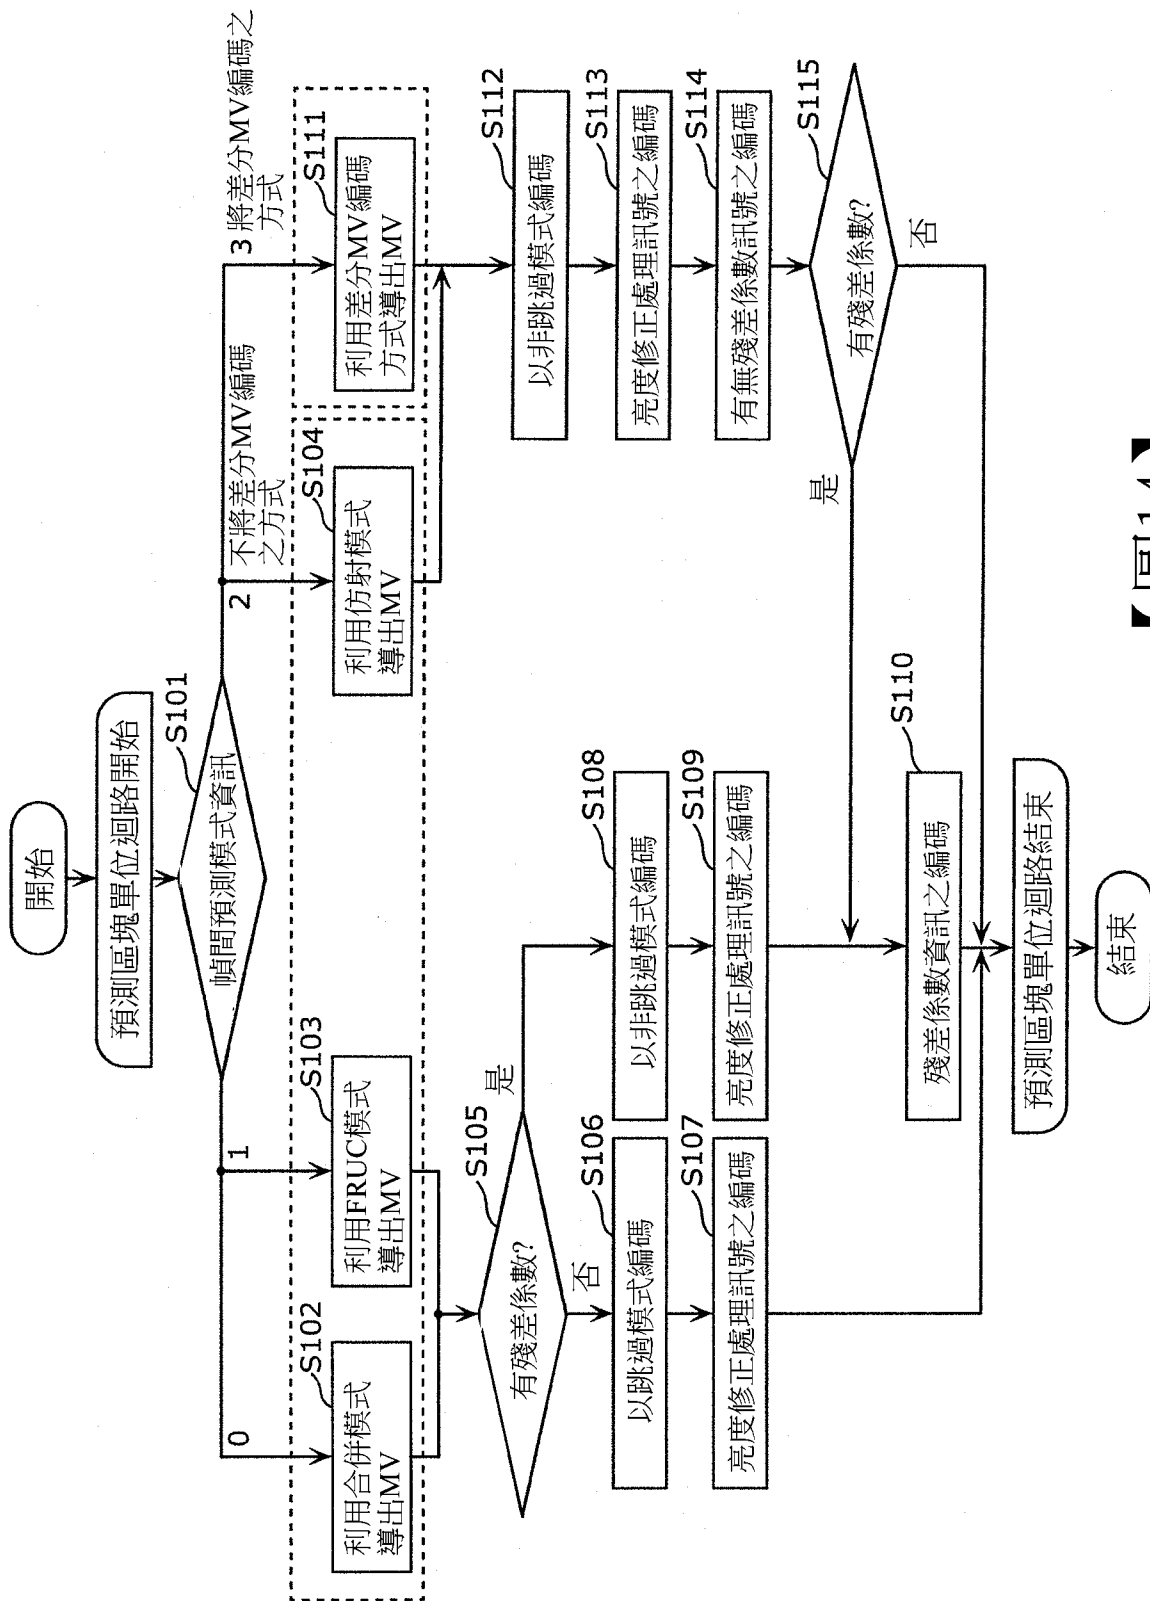 開始
預測區塊單位迴路開始
S101
幀間預測模式資訊
0
1
2
3
不將差分MV編碼
之方式
將差分MV編碼之
方式
S102
利用合併模式
導出MV
S103
利用FRUC模式
導出MV
S104
利用仿射模式
導出MV
S111
利用差分MV編碼
方式導出MV
S105
有殘差係數?
是
否
S106
以跳過模式編碼
S107
亮度修正處理訊號之編碼
S108
以非跳過模式編碼
S109
亮度修正處理訊號之編碼
S112
以非跳過模式編碼
S113
亮度修正處理訊號之編碼
S114
有無殘差係數訊號之編碼
S115
有殘差係數?
是
否
S110
殘差係數資訊之編碼
預測區塊單位迴路結束
結束
【圖14】